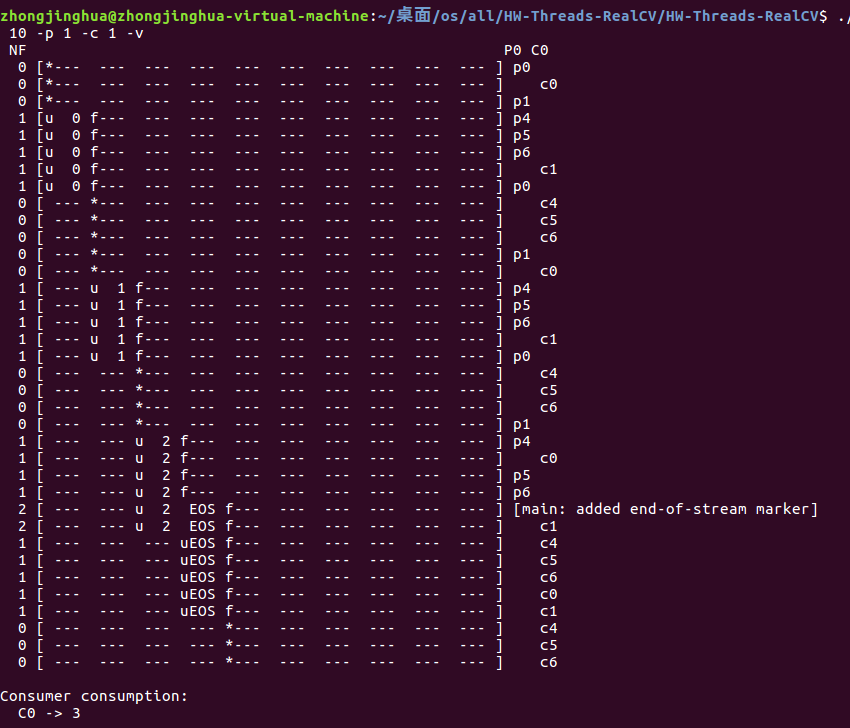 zhongjinghua@zhongjinghua-virtual-machine:~/桌面/os/all/HW-Threads-RealCV/HW-Threads-RealCV$ ./
 10 -p 1 -c 1 -v
 NF                                                     P0 C0
  0 [*---  ---  ---  ---  ---  ---  ---  ---  ---  --- ] p0
  0 [*---  ---  ---  ---  ---  ---  ---  ---  ---  --- ]    c0
  0 [*---  ---  ---  ---  ---  ---  ---  ---  ---  --- ] p1
  1 [u  0 f---  ---  ---  ---  ---  ---  ---  ---  --- ] p4
  1 [u  0 f---  ---  ---  ---  ---  ---  ---  ---  --- ] p5
  1 [u  0 f---  ---  ---  ---  ---  ---  ---  ---  --- ] p6
  1 [u  0 f---  ---  ---  ---  ---  ---  ---  ---  --- ]    c1
  1 [u  0 f---  ---  ---  ---  ---  ---  ---  ---  --- ] p0
  0 [ --- *---  ---  ---  ---  ---  ---  ---  ---  --- ]    c4
  0 [ --- *---  ---  ---  ---  ---  ---  ---  ---  --- ]    c5
  0 [ --- *---  ---  ---  ---  ---  ---  ---  ---  --- ]    c6
  0 [ --- *---  ---  ---  ---  ---  ---  ---  ---  --- ] p1
  0 [ --- *---  ---  ---  ---  ---  ---  ---  ---  --- ]    c0
  1 [ --- u  1 f---  ---  ---  ---  ---  ---  ---  --- ] p4
  1 [ --- u  1 f---  ---  ---  ---  ---  ---  ---  --- ] p5
  1 [ --- u  1 f---  ---  ---  ---  ---  ---  ---  --- ] p6
  1 [ --- u  1 f---  ---  ---  ---  ---  ---  ---  --- ]    c1
  1 [ --- u  1 f---  ---  ---  ---  ---  ---  ---  --- ] p0
  0 [ ---  --- *---  ---  ---  ---  ---  ---  ---  --- ]    c4
  0 [ ---  --- *---  ---  ---  ---  ---  ---  ---  --- ]    c5
  0 [ ---  --- *---  ---  ---  ---  ---  ---  ---  --- ]    c6
  0 [ ---  --- *---  ---  ---  ---  ---  ---  ---  --- ] p1
  1 [ ---  --- u  2 f---  ---  ---  ---  ---  ---  --- ] p4
  1 [ ---  --- u  2 f---  ---  ---  ---  ---  ---  --- ]    c0
  1 [ ---  --- u  2 f---  ---  ---  ---  ---  ---  --- ] p5
  1 [ ---  --- u  2 f---  ---  ---  ---  ---  ---  --- ] p6
  2 [ ---  --- u  2  EOS f---  ---  ---  ---  ---  --- ] [main: added end-of-stream marker]
  2 [ ---  --- u  2  EOS f---  ---  ---  ---  ---  --- ]    c1
  1 [ ---  ---  --- uEOS f---  ---  ---  ---  ---  --- ]    c4
  1 [ ---  ---  --- uEOS f---  ---  ---  ---  ---  --- ]    c5
  1 [ ---  ---  --- uEOS f---  ---  ---  ---  ---  --- ]    c6
  1 [ ---  ---  --- uEOS f---  ---  ---  ---  ---  --- ]    c0
  1 [ ---  ---  --- uEOS f---  ---  ---  ---  ---  --- ]    c1
  0 [ ---  ---  ---  --- *---  ---  ---  ---  ---  --- ]    c4
  0 [ ---  ---  ---  --- *---  ---  ---  ---  ---  --- ]    c5
  0 [ ---  ---  ---  --- *---  ---  ---  ---  ---  --- ]    c6
Consumer consumption:
  C0 -> 3